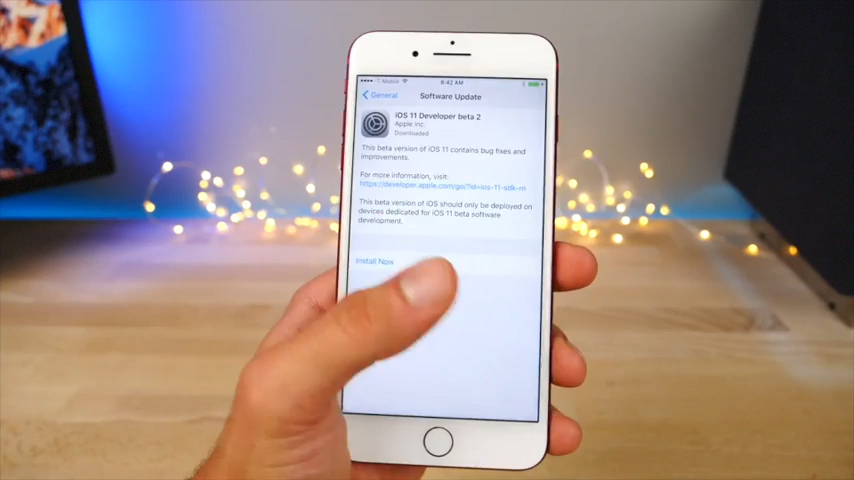 T-Mobile
8:42 AM
General
Software Update
iOS 11 Developer beta 2
Apple Inc.
Downloaded
This beta version of iOS 11 contains bug fixes and
improvements.
For more information, visit:
https://developer.apple.com/go/?id=ios-11-sdk-rn
This beta version of iOS should only be deployed on
devices dedicated for iOS 11 beta software
development.
Install Now